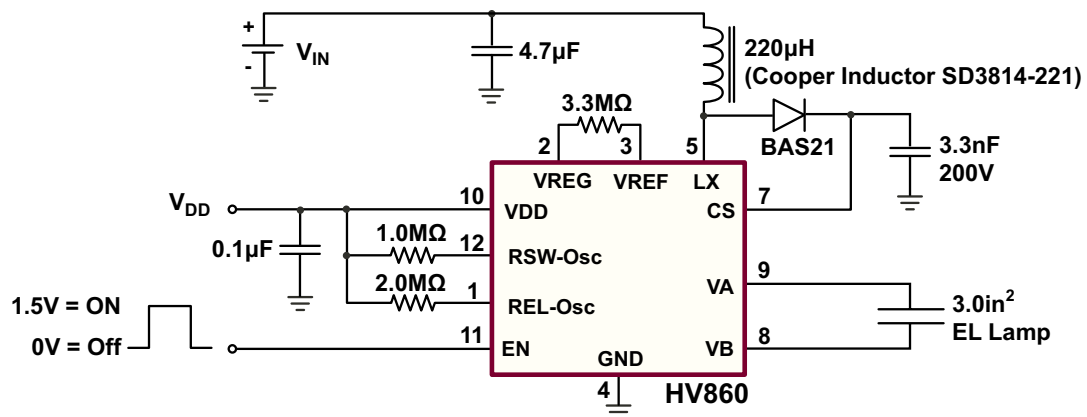 +
-
V_IN
4.7µF
220µH
(Cooper Inductor SD3814-221)
3.3MΩ
2
3
5
BAS21
3.3nF
200V
VREG
VREF
LX
7
CS
V_DD
10
VDD
0.1µF
1.0MΩ
12
RSW-Osc
2.0MΩ
1
REL-Osc
9
VA
3.0in²
EL Lamp
1.5V = ON
0V = Off
11
EN
8
VB
GND
4
HV860